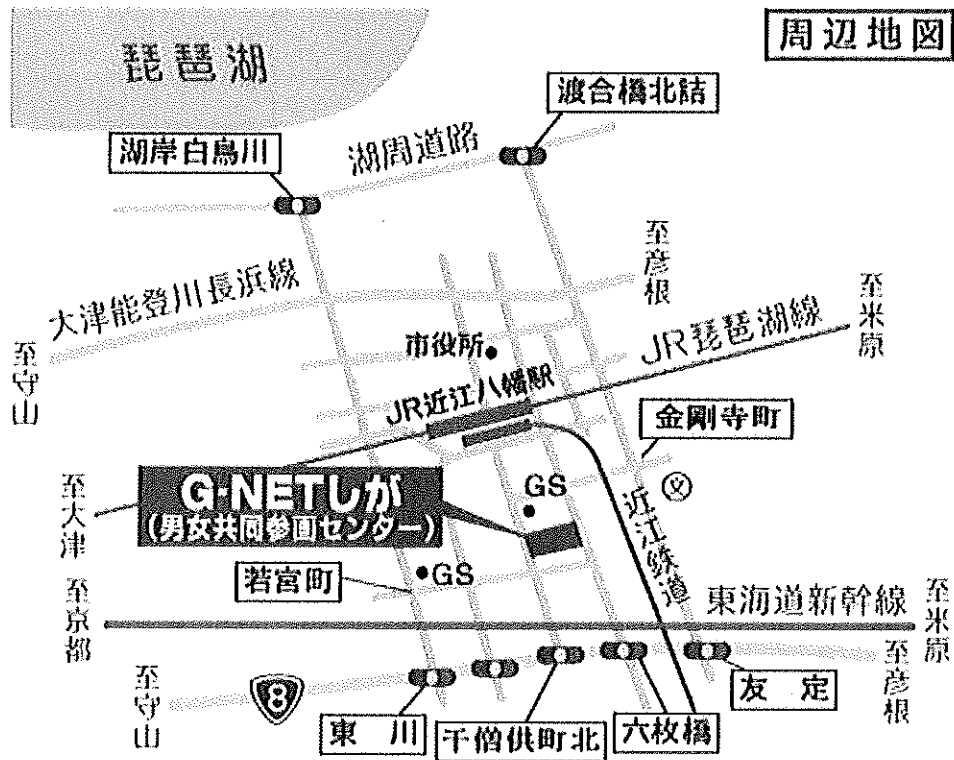 周辺地図
琵琶湖
渡合橋北詰
湖岸白鳥川
湖周道路
至彦根
大津能登川長浜線
至米原
至守山
市役所
JR琵琶湖線
JR近江八幡駅
金剛寺町
G-NETしが
(男女共同参画センター)
至大津
GS
近江鉄道
GS
若宮町
至京都
東海道新幹線
至米原
至守山
8
至彦根
友定
東川
千僧供町北
六枚橋